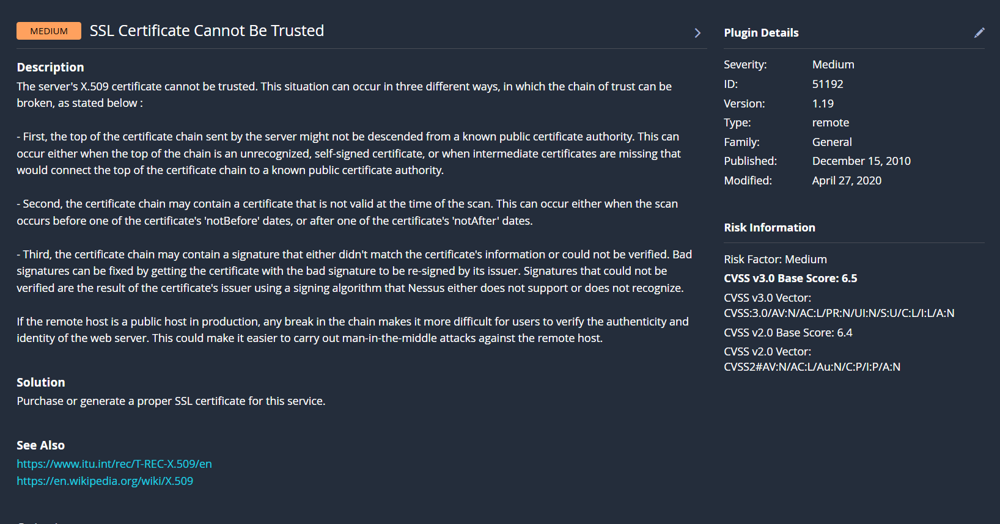 MEDIUM SSL Certificate Cannot Be Trusted
Description
The server's X.509 certificate cannot be trusted. This situation can occur in three different ways, in which the chain of trust can be
broken, as stated below :
- First, the top of the certificate chain sent by the server might not be descended from a known public certificate authority. This can
occur either when the top of the chain is an unrecognized, self-signed certificate, or when intermediate certificates are missing that
would connect the top of the certificate chain to a known public certificate authority.
- Second, the certificate chain may contain a certificate that is not valid at the time of the scan. This can occur either when the scan
occurs before one of the certificate's 'notBefore' dates, or after one of the certificate's 'notAfter' dates.
- Third, the certificate chain may contain a signature that either didn't match the certificate's information or could not be verified. Bad
signatures can be fixed by getting the certificate with the bad signature to be re-signed by its issuer. Signatures that could not be
verified are the result of the certificate's issuer using a signing algorithm that Nessus either does not support or does not recognize.
If the remote host is a public host in production, any break in the chain makes it more difficult for users to verify the authenticity and
identity of the web server. This could make it easier to carry out man-in-the-middle attacks against the remote host.
Solution
Purchase or generate a proper SSL certificate for this service.
See Also
https://www.itu.int/rec/T-REC-X.509/en
https://en.wikipedia.org/wiki/X.509
Plugin Details
Severity: Medium
ID: 51192
Version: 1.19
Type: remote
Family: General
Published: December 15, 2010
Modified: April 27, 2020
Risk Information
Risk Factor: Medium
CVSS v3.0 Base Score: 6.5
CVSS v3.0 Vector:
CVSS:3.0/AV:N/AC:L/PR:N/UI:N/S:U/C:L/I:L/A:N
CVSS v2.0 Base Score: 6.4
CVSS v2.0 Vector:
CVSS2#AV:N/AC:L/Au:N/C:P/I:P/A:N